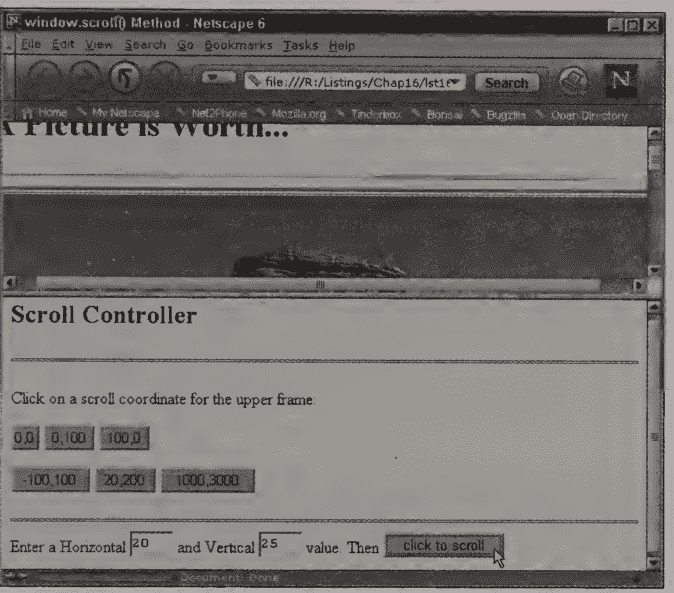 window.scroll() Method - Netscape 6
File Edit View Search Go Bookmarks Tasks Help
file:///R:/Listings/Chap16/lst1 Search N
Home My Netscape Net2Phone Mozilla.org Tinderbox Bonsai Bugzilla Open Directory
A Picture is Worth...
Scroll Controller
Click on a scroll coordinate for the upper frame:
0,0 0,100 100,0
-100,100 20,200 1000,3000
Enter a Horizontal 20 and Vertical 25 value. Then click to scroll
Document: Done